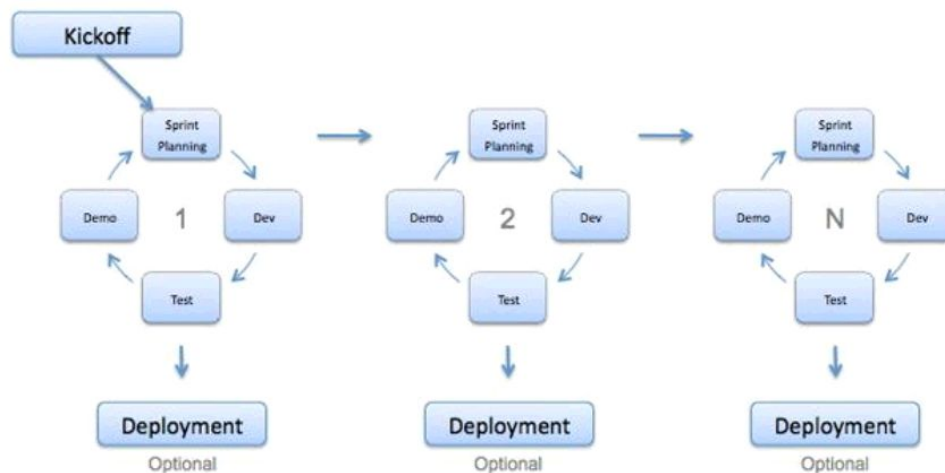 Kickoff
Sprint
Planning
Demo
1
Dev
Test
Deployment
Optional
Sprint
Planning
Demo
2
Dev
Test
Deployment
Optional
Sprint
Planning
Demo
N
Dev
Test
Deployment
Optional